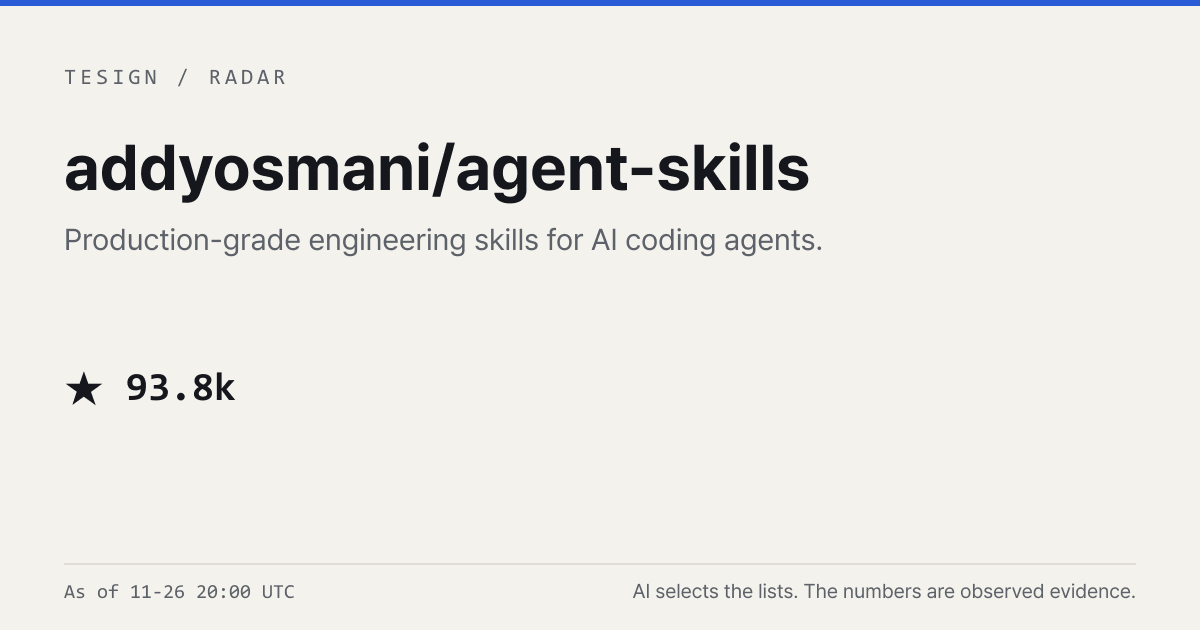 TESIGN / RADAR
addyosmani/agent-skills
Production-grade engineering skills for AI coding agents.
★ 93.8k
As of 11-26 20:00 UTC
AI selects the lists. The numbers are observed evidence.